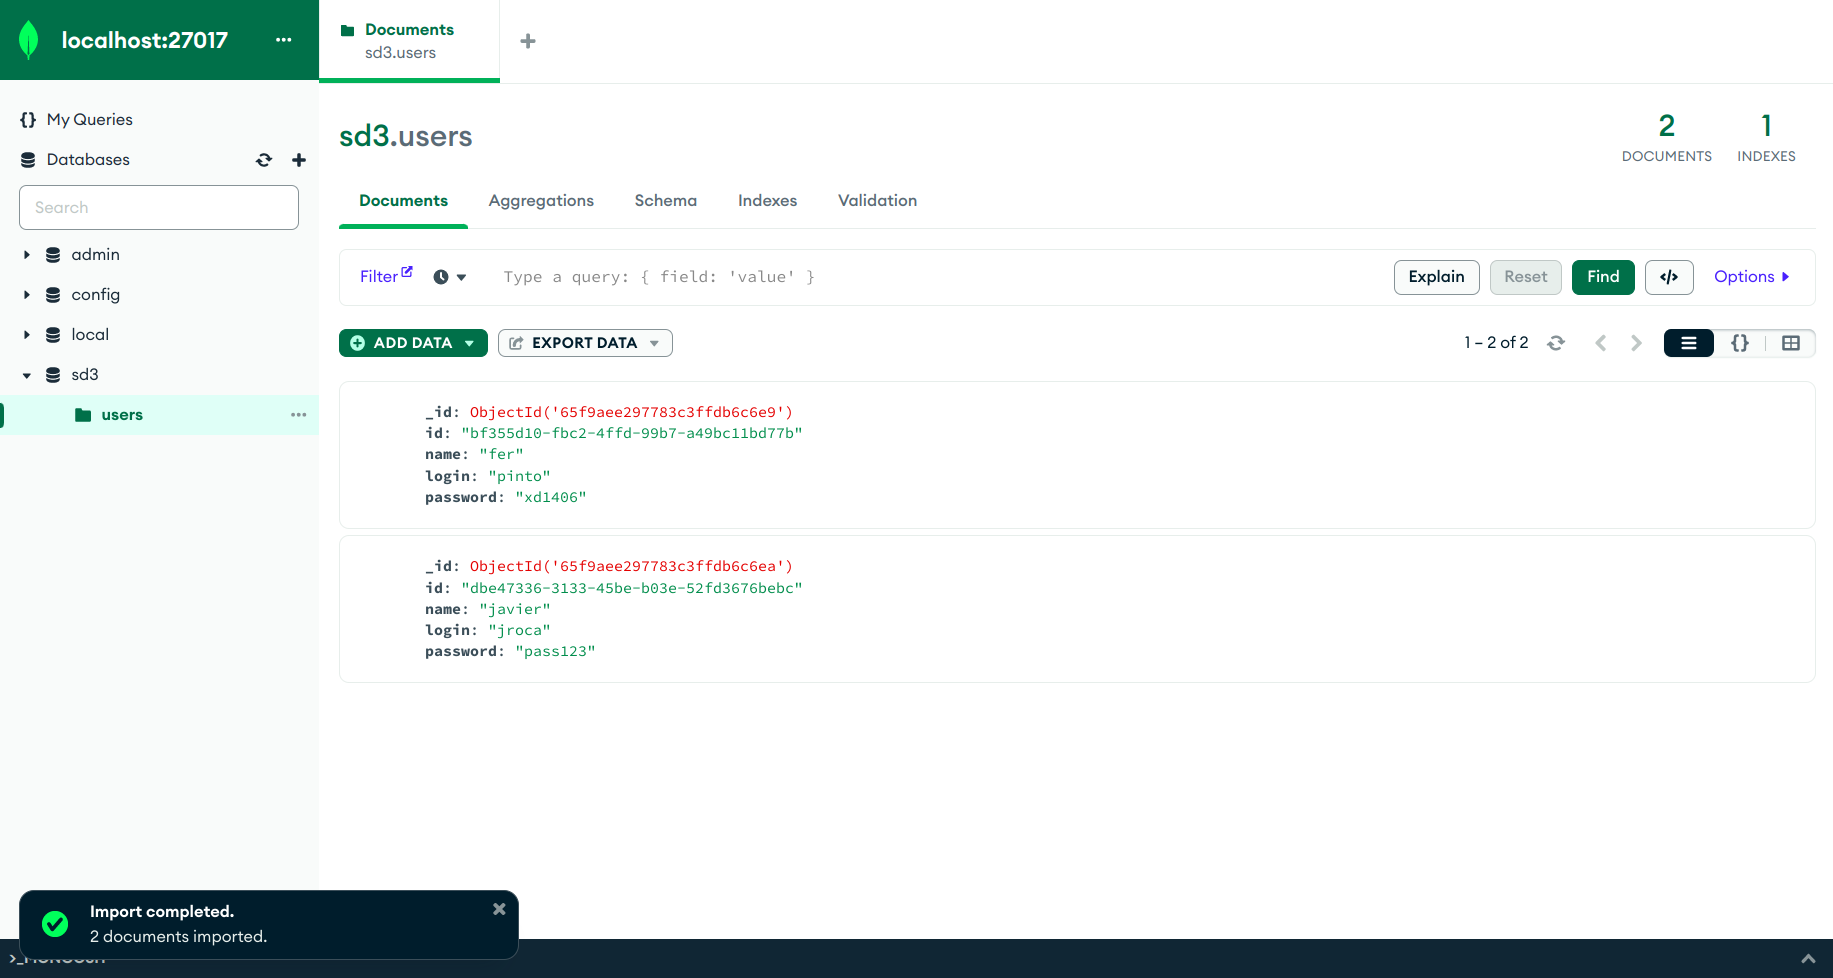 localhost:27017
Documents
sd3.users
My Queries
Databases
Search
admin
config
local
sd3
users
sd3.users
2
DOCUMENTS
1
INDEXES
Documents
Aggregations
Schema
Indexes
Validation
Filter
Type a query: { field: 'value' }
Explain
Reset
Find
</>
Options
ADD DATA
EXPORT DATA
1 – 2 of 2
{}
_id: ObjectId('65f9aee297783c3ffdb6c6e9')
id: "bf355d10-fbc2-4ffd-99b7-a49bc11bd77b"
name: "fer"
login: "pinto"
password: "xd1406"
_id: ObjectId('65f9aee297783c3ffdb6c6ea')
id: "dbe47336-3133-45be-b03e-52fd3676bebc"
name: "javier"
login: "jroca"
password: "pass123"
Import completed.
2 documents imported.
>_MONGOSH